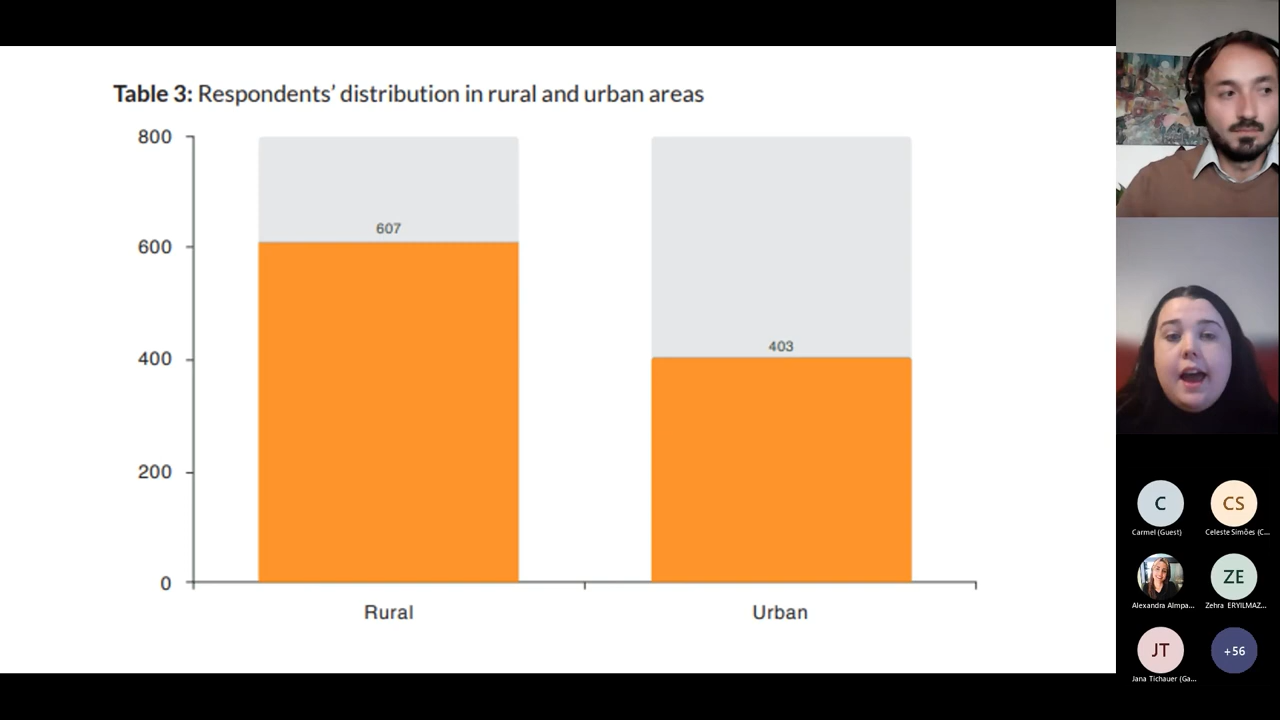 Table 3: Respondents’ distribution in rural and urban areas
800
600
400
200
0
607
403
Rural
Urban
C
CS
Carmel (Guest)
Celeste Simões (C...
ZE
Alexandra Almpa...
Zehra ERYILMAZ...
JT
+56
Jana Tichauer (Ga...